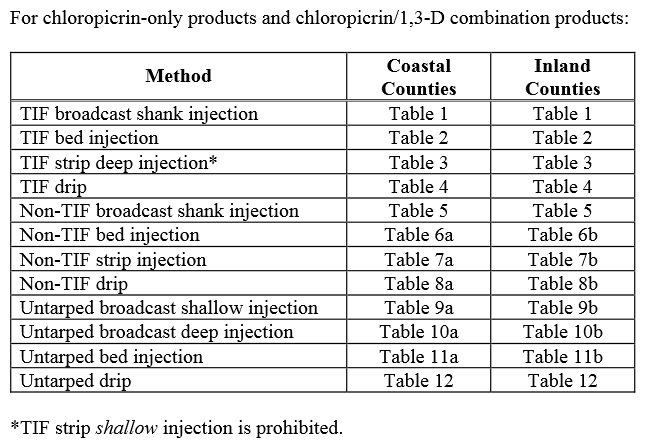 For chloropicrin-only products and chloropicrin/1,3-D combination products:
Method Coastal Counties Inland Counties
TIF broadcast shank injection Table 1 Table 1
TIF bed injection Table 2 Table 2
TIF strip deep injection* Table 3 Table 3
TIF drip Table 4 Table 4
Non-TIF broadcast shank injection Table 5 Table 5
Non-TIF bed injection Table 6a Table 6b
Non-TIF strip injection Table 7a Table 7b
Non-TIF drip Table 8a Table 8b
Untarped broadcast shallow injection Table 9a Table 9b
Untarped broadcast deep injection Table 10a Table 10b
Untarped bed injection Table 11a Table 11b
Untarped drip Table 12 Table 12
*TIF strip shallow injection is prohibited.